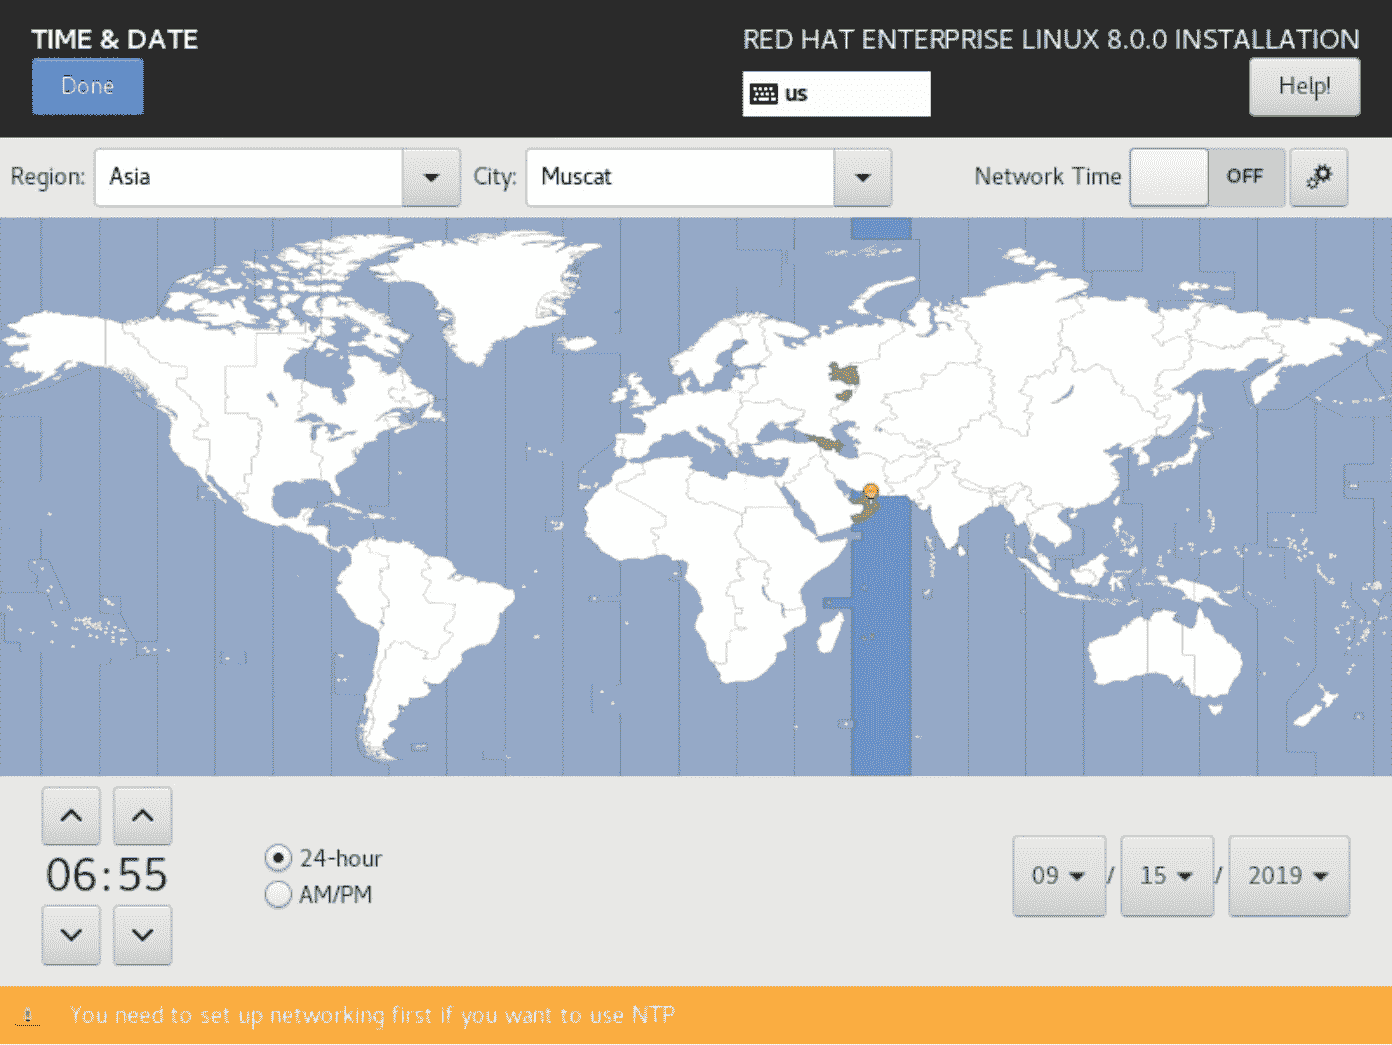 TIME & DATE
RED HAT ENTERPRISE LINUX 8.0.0 INSTALLATION
Done
us
Help!
Region: Asia
City: Muscat
Network Time OFF
06:55
24-hour
AM/PM
09 / 15 / 2019
You need to set up networking first if you want to use NTP